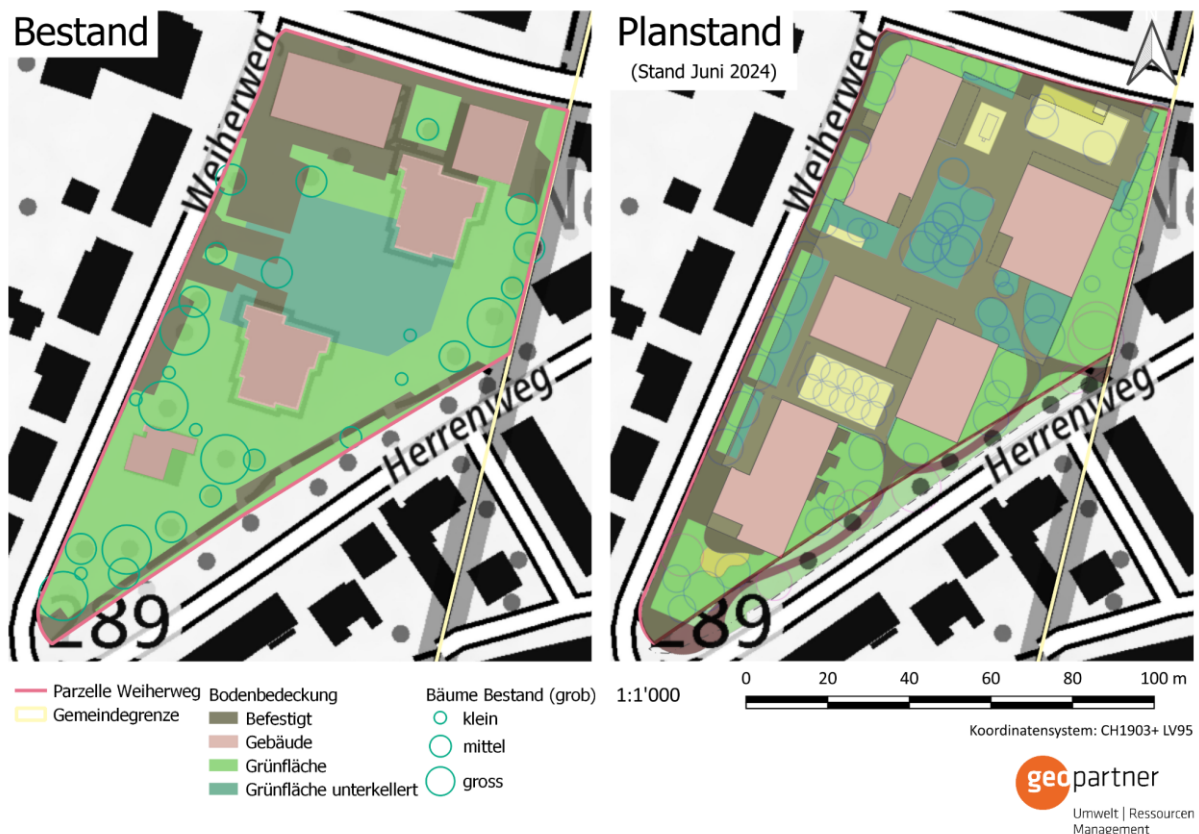 Bestand
Weiherweg
Herrenweg
289
Planstand
(Stand Juni 2024)
Weiherweg
Herrenweg
289
Parzelle Weiherweg
Gemeindegrenze
Bodenbedeckung
Befestigt
Gebäude
Grünfläche
Grünfläche unterkellert
Bäume Bestand (grob)
klein
mittel
gross
1:1'000
0 20 40 60 80 100 m
Koordinatensystem: CH1903+ LV95
geopartner
Umwelt | Ressourcen
Management